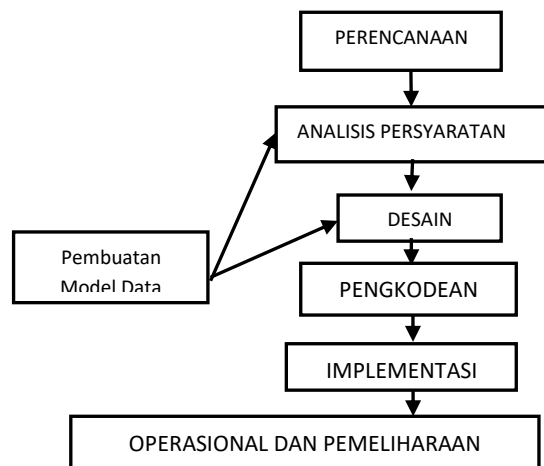 PERENCANAAN
ANALISIS PERSYARATAN
DESAIN
Pembuatan
Model Data
PENGKODEAN
IMPLEMENTASI
OPERASIONAL DAN PEMELIHARAAN